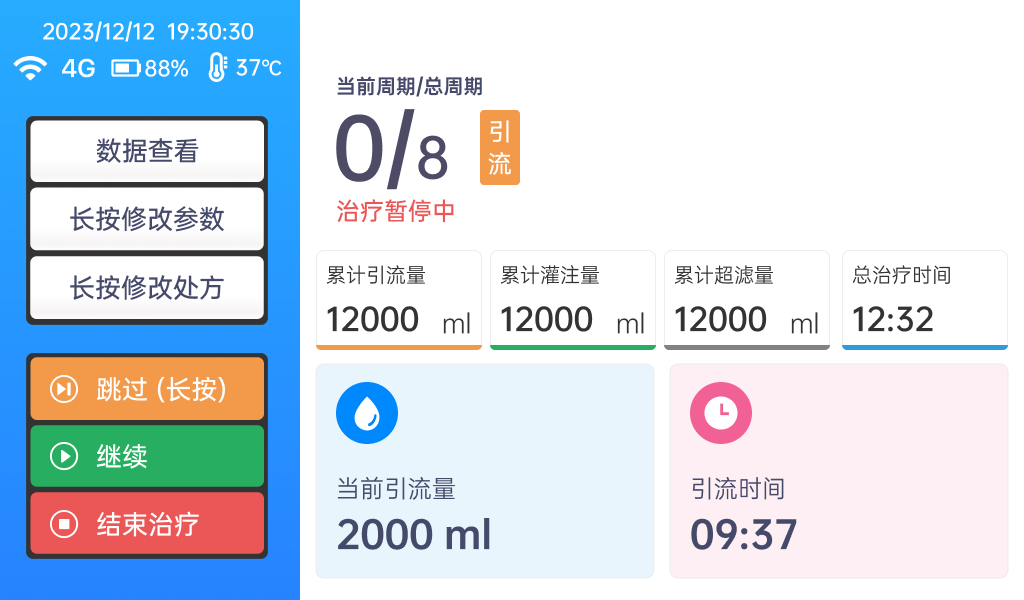 2023/12/12 19:30:30
4G 88% 37℃
数据查看
长按修改参数
长按修改处方
跳过 (长按)
继续
结束治疗
当前周期/总周期
0/8
引流
治疗暂停中
累计引流量
12000 ml
累计灌注量
12000 ml
累计超滤量
12000 ml
总治疗时间
12:32
当前引流量
2000 ml
引流时间
09:37